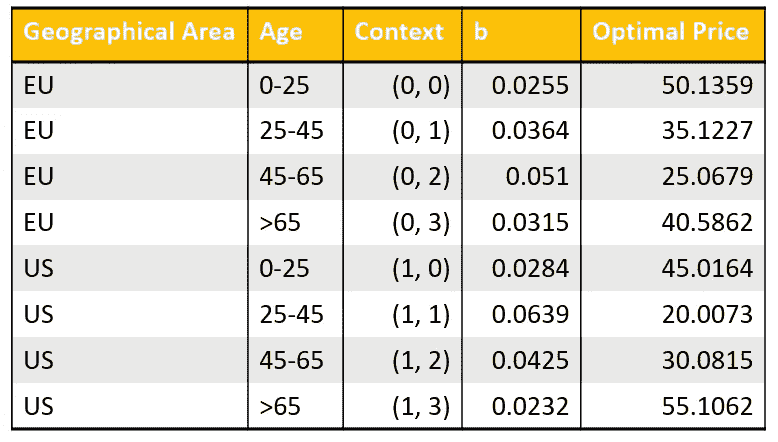 Geographical Area Age Context b Optimal Price
EU 0-25 (0, 0) 0.0255 50.1359
EU 25-45 (0, 1) 0.0364 35.1227
EU 45-65 (0, 2) 0.051 25.0679
EU >65 (0, 3) 0.0315 40.5862
US 0-25 (1, 0) 0.0284 45.0164
US 25-45 (1, 1) 0.0639 20.0073
US 45-65 (1, 2) 0.0425 30.0815
US >65 (1, 3) 0.0232 55.1062